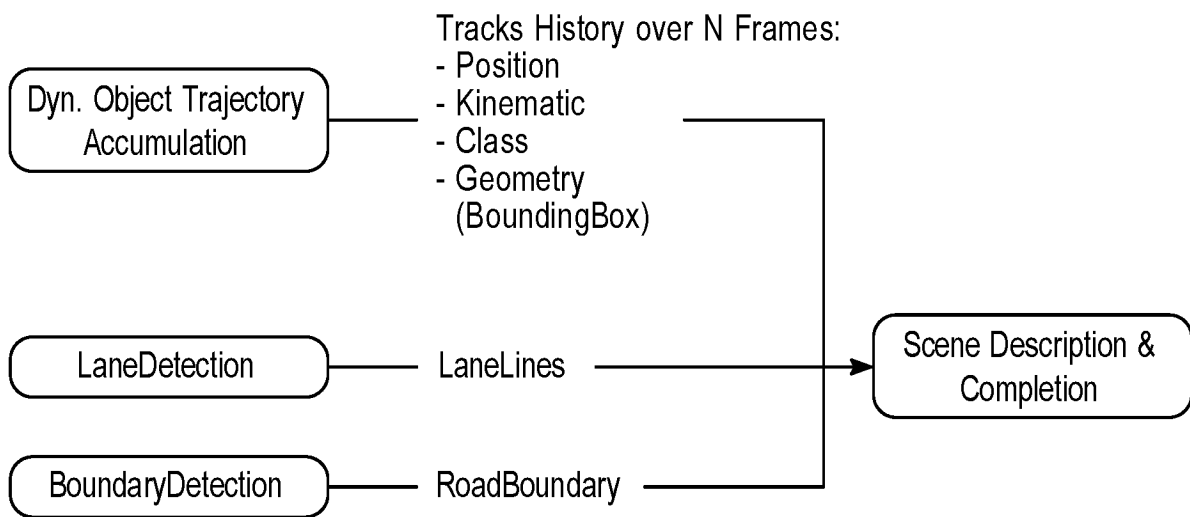 Tracks History over N Frames:
- Position
- Kinematic
- Class
- Geometry
(BoundingBox)
Dyn. Object Trajectory
Accumulation
LaneDetection
LaneLines
Scene Description &
Completion
BoundaryDetection
RoadBoundary